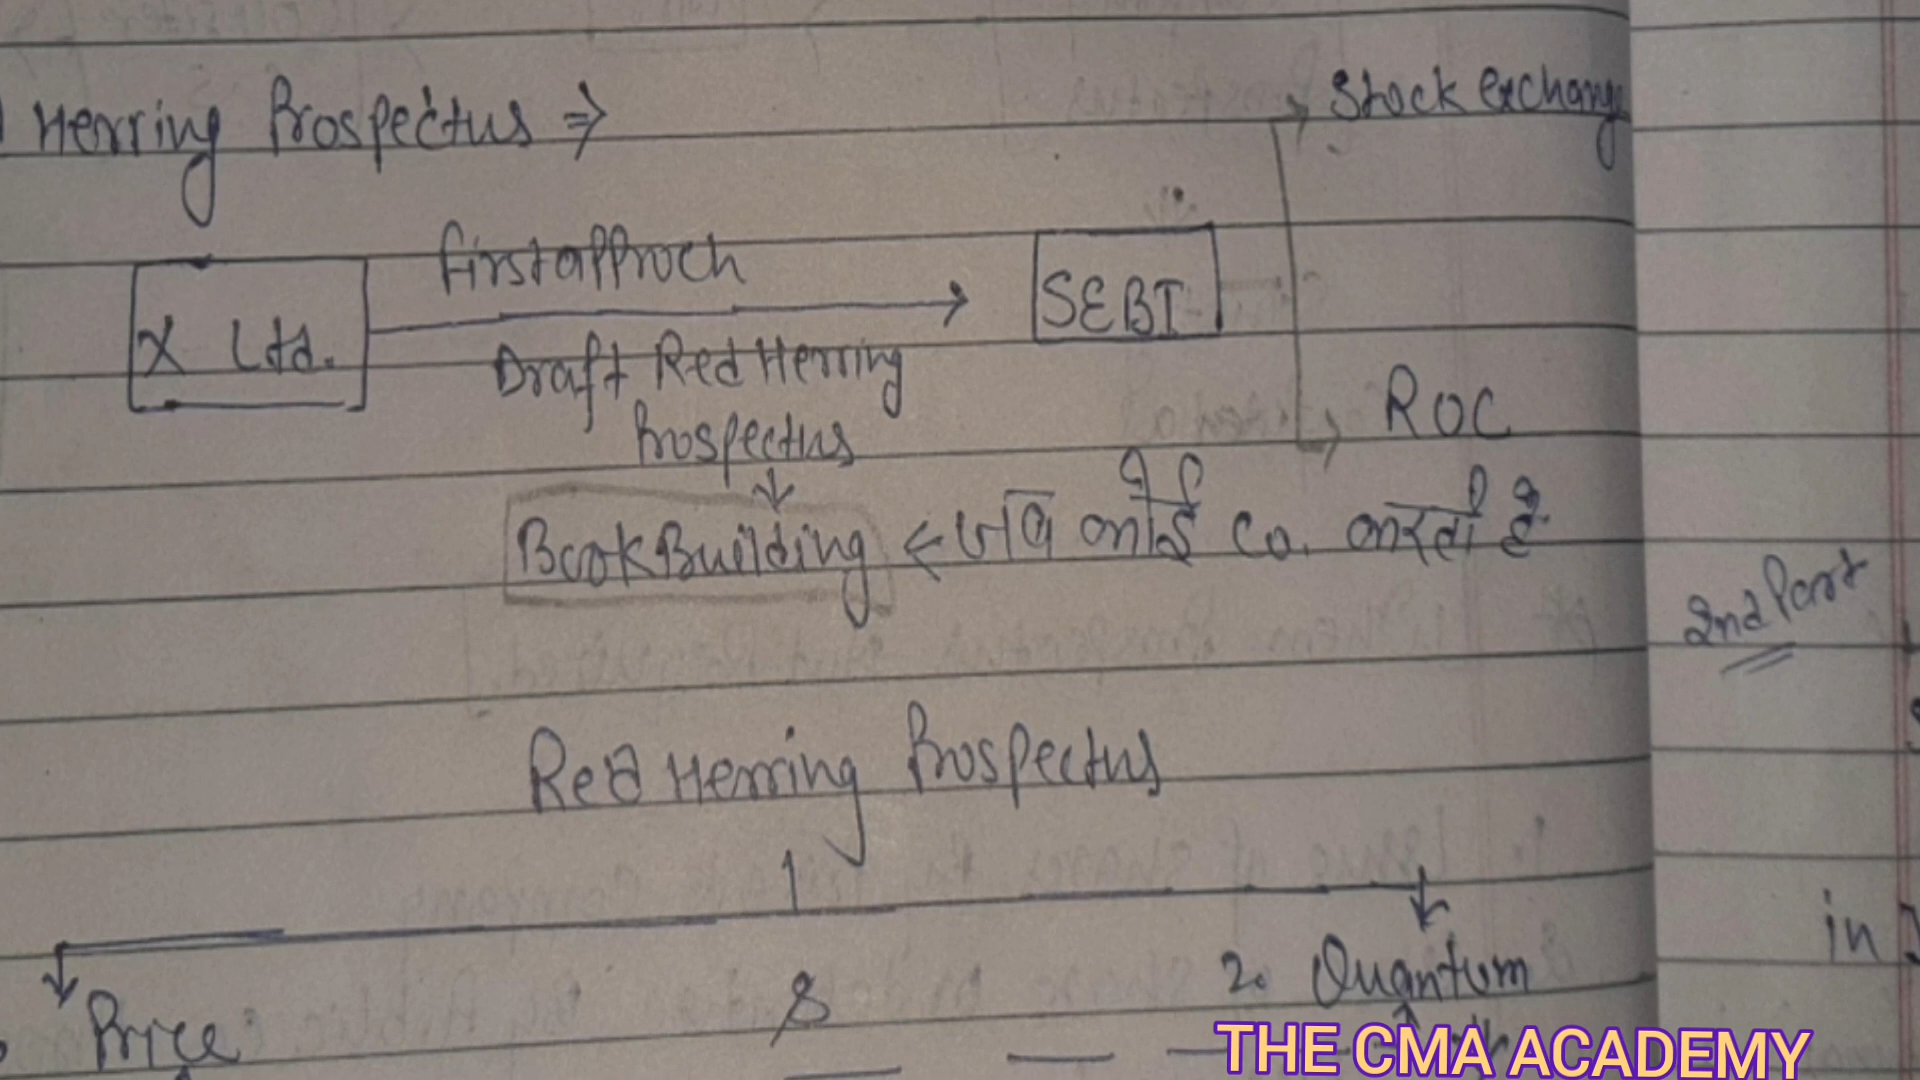 Herring Prospectus ⇒
Stock exchange
first approch
X Ltd.
SEBI
Draft Red Herring
Prospectus
ROC
Book Building ← जब कोई Co. करती है
2nd Part
Red Herring Prospectus
in
Price
&
2. Quantum
THE CMA ACADEMY